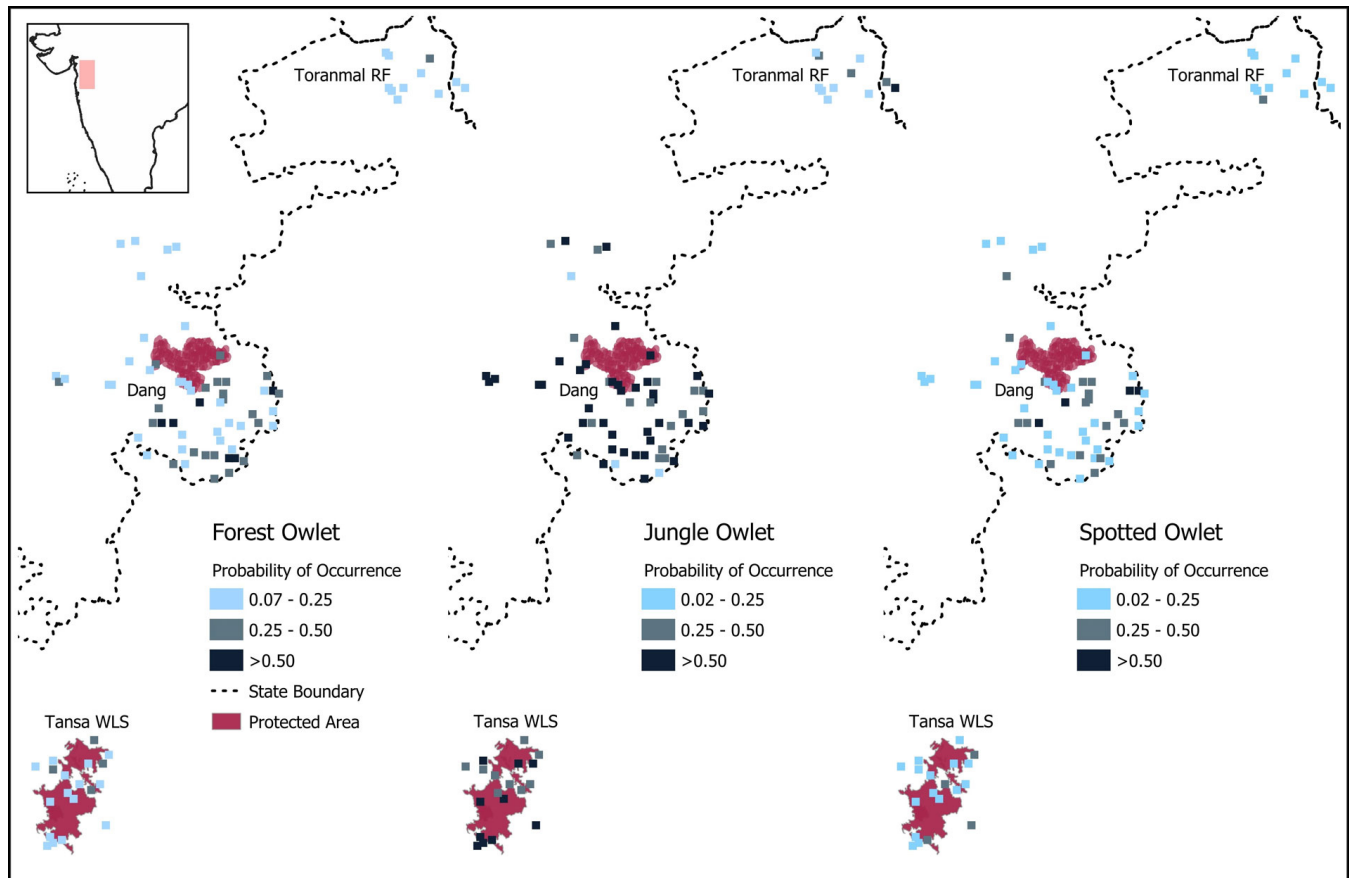 Toranmal RF
Toranmal RF
Toranmal RF
Dang
Dang
Dang
Forest Owlet
Probability of Occurrence
0.07 - 0.25
0.25 - 0.50
>0.50
State Boundary
Protected Area
Jungle Owlet
Probability of Occurrence
0.02 - 0.25
0.25 - 0.50
>0.50
Spotted Owlet
Probability of Occurrence
0.02 - 0.25
0.25 - 0.50
>0.50
Tansa WLS
Tansa WLS
Tansa WLS